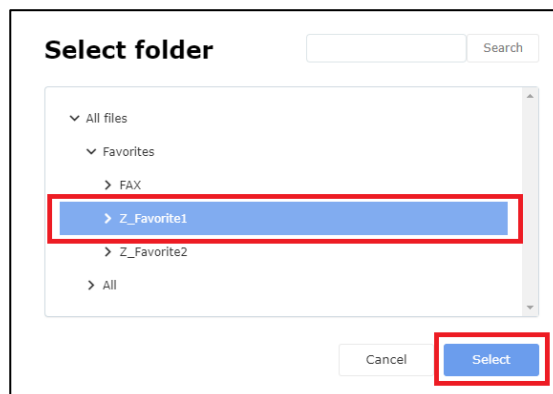 Select folder
Search
All files
Favorites
FAX
Z_Favorite1
Z_Favorite2
All
Cancel
Select